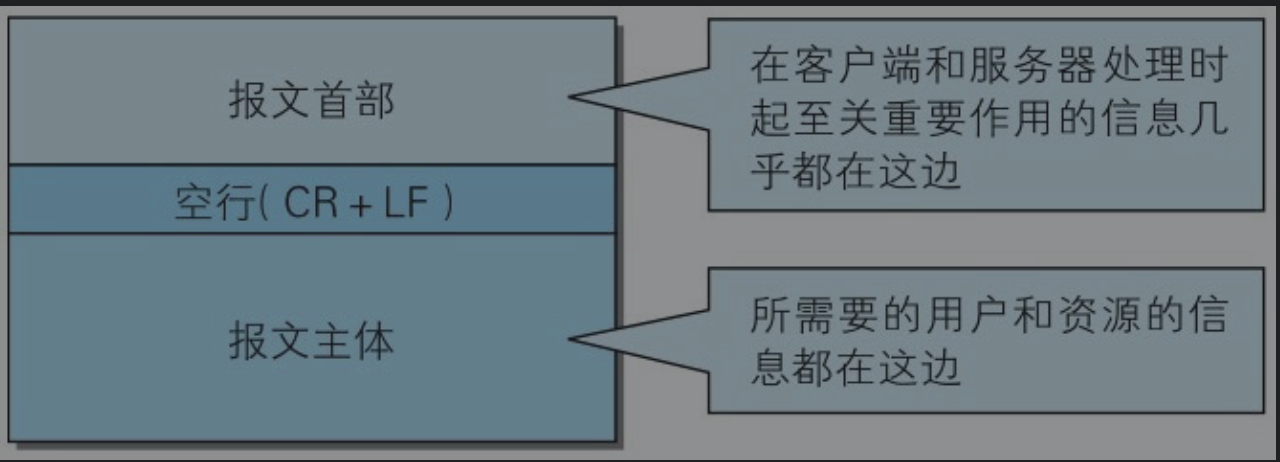 报文首部
在客户端和服务器处理时
起至关重要作用的信息几
乎都在这边
空行( CR + LF )
报文主体
所需要的用户和资源的信
息都在这边